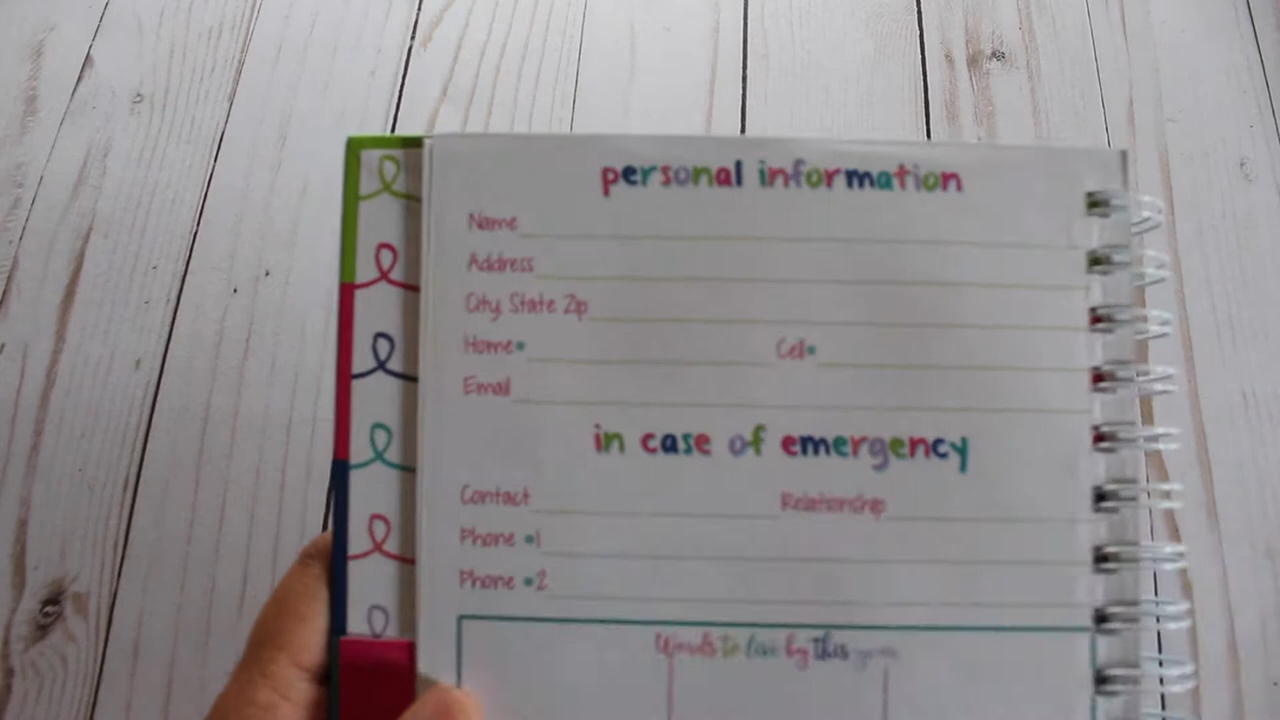 personal information
Name
Address
City, State Zip
Home Cell
Email
in case of emergency
Contact Relationship
Phone 1
Phone 2
Words to live by this